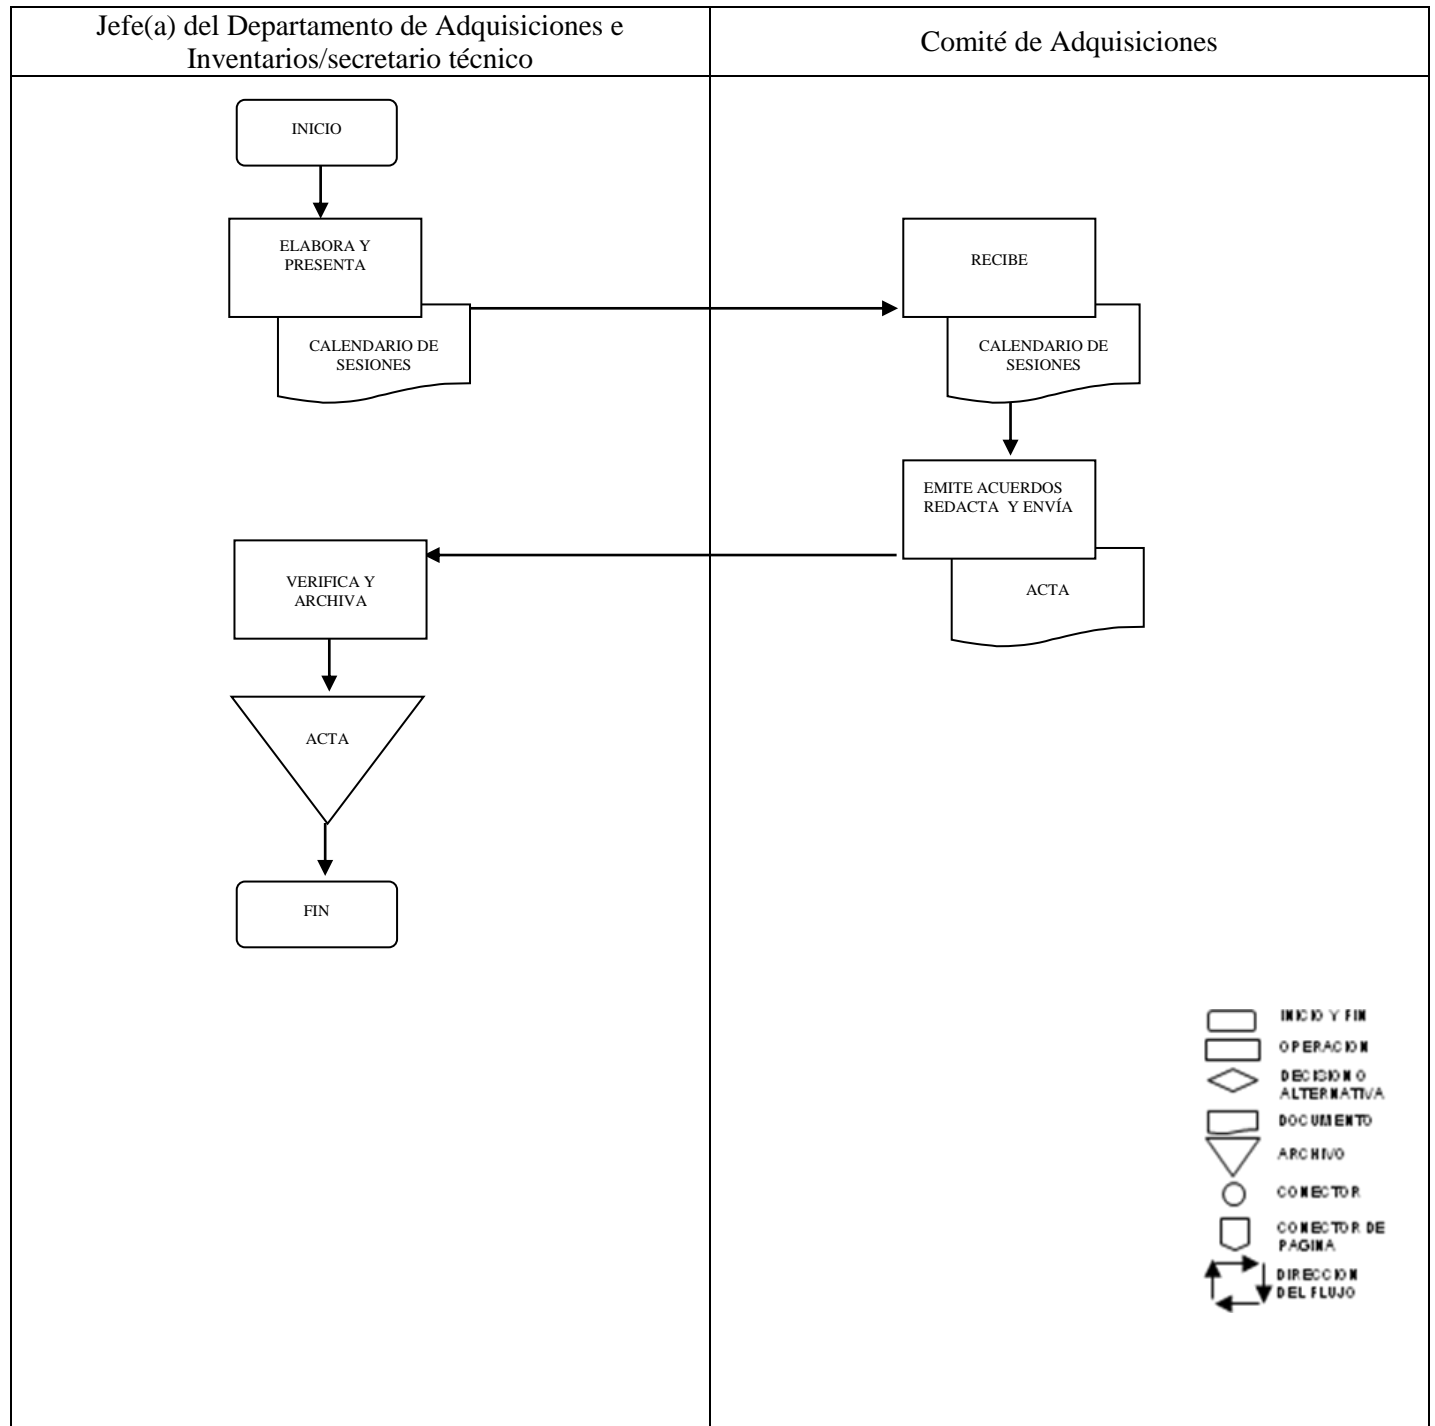 Jefe(a) del Departamento de Adquisiciones e
Inventarios/secretario técnico
Comité de Adquisiciones
INICIO
ELABORA Y
PRESENTA
CALENDARIO DE
SESIONES
RECIBE
CALENDARIO DE
SESIONES
EMITE ACUERDOS
REDACTA Y ENVÍA
ACTA
VERIFICA Y
ARCHIVA
ACTA
FIN
INICIO Y FIN
OPERACION
DECISION O
ALTERNATIVA
DOCUMENTO
ARCHIVO
CONECTOR
CONECTOR DE
PAGINA
DIRECCION
DEL FLUJO